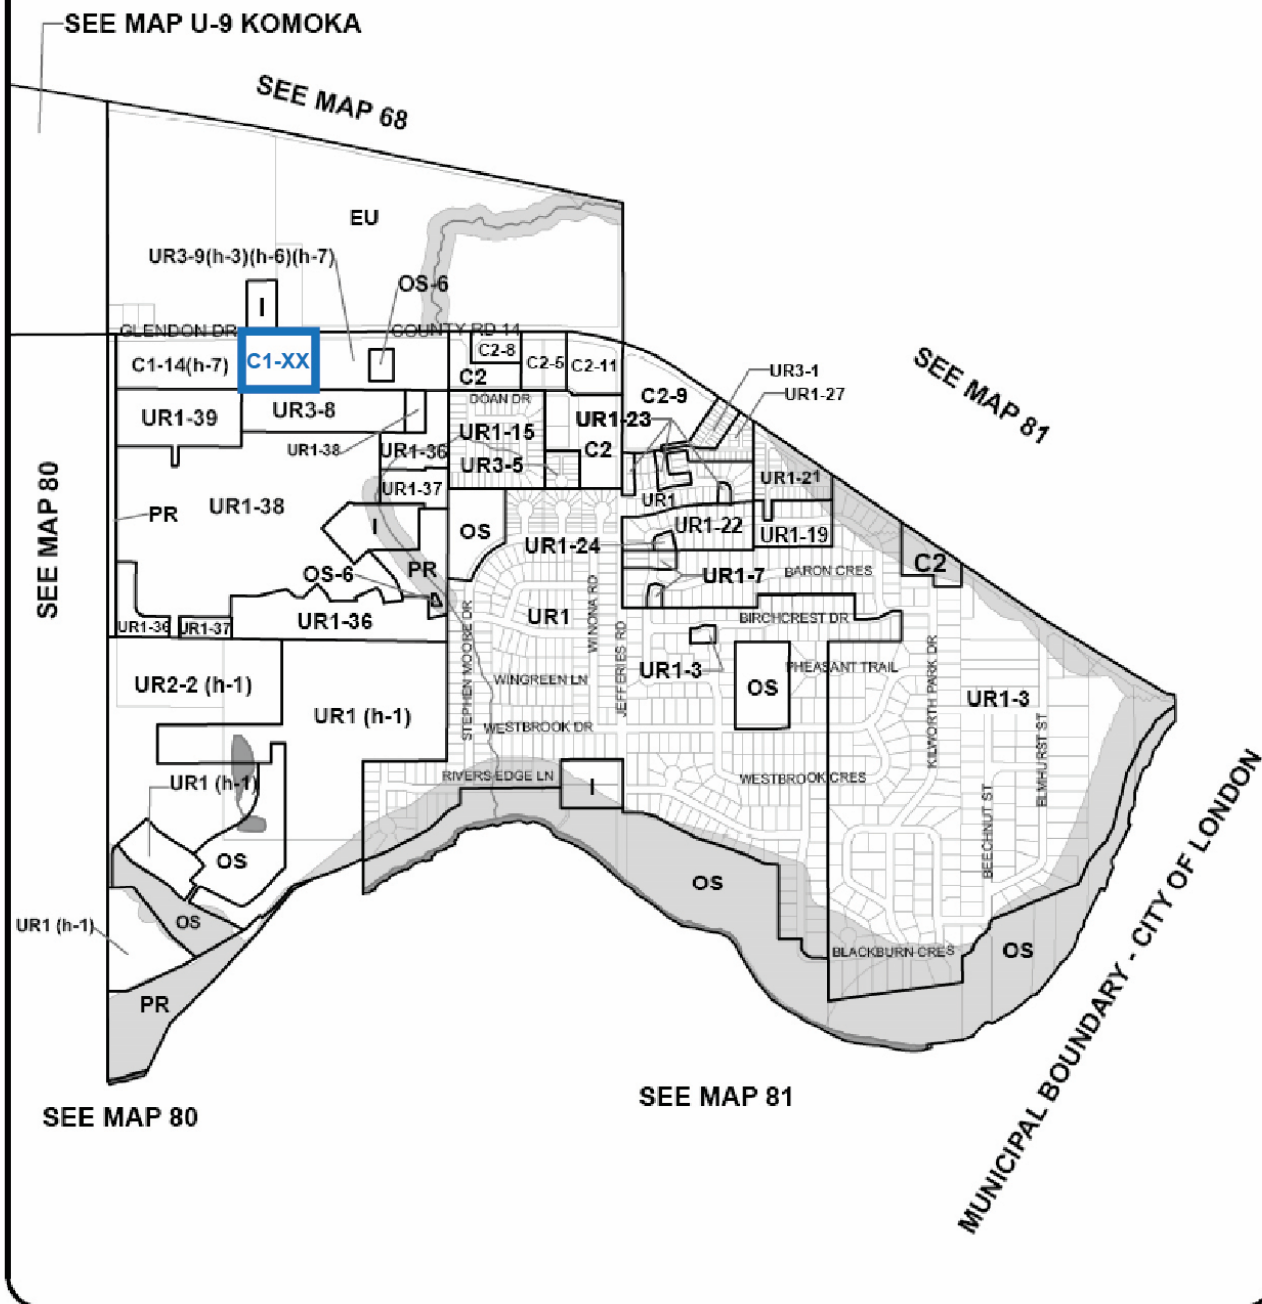 SEE MAP U-9 KOMOKA
SEE MAP 68
EU
UR3-9(h-3)(h-6)(h-7)
OS-6
I
GLENDON DR
COUNTY RD 14
C1-14(h-7)
C1-XX
C2-8
C2-5
C2-11
C2
SEE MAP 81
UR3-1
UR1-27
C2-9
UR1-39
UR3-8
DOAN DR
UR1-23
UR1-15
UR1-38
UR1-36
C2
UR3-5
UR1-21
UR1-37
SEE MAP 80
PR
UR1-38
UR1
I
OS
UR1-22
UR1-19
UR1-24
C2
OS-6
PR
UR1-7
BARON CRES
UR1-36
UR1-37
UR1-36
STEPHEN MOORE DR
UR1
WINONA RD
JEFFERIES RD
BIRCHCREST DR
UR1-3
PHEASANT TRAIL
KILWORTH PARK DR
UR2-2 (h-1)
WINGREEN LN
OS
UR1-3
UR1 (h-1)
WESTBROOK DR
ELMHURST ST
UR1 (h-1)
RIVERS EDGE LN
I
WESTBROOK CRES
BEECHNUT ST
OS
OS
OS
UR1 (h-1)
BLACKBURN CRES
OS
PR
SEE MAP 80
SEE MAP 81
MUNICIPAL BOUNDARY - CITY OF LONDON